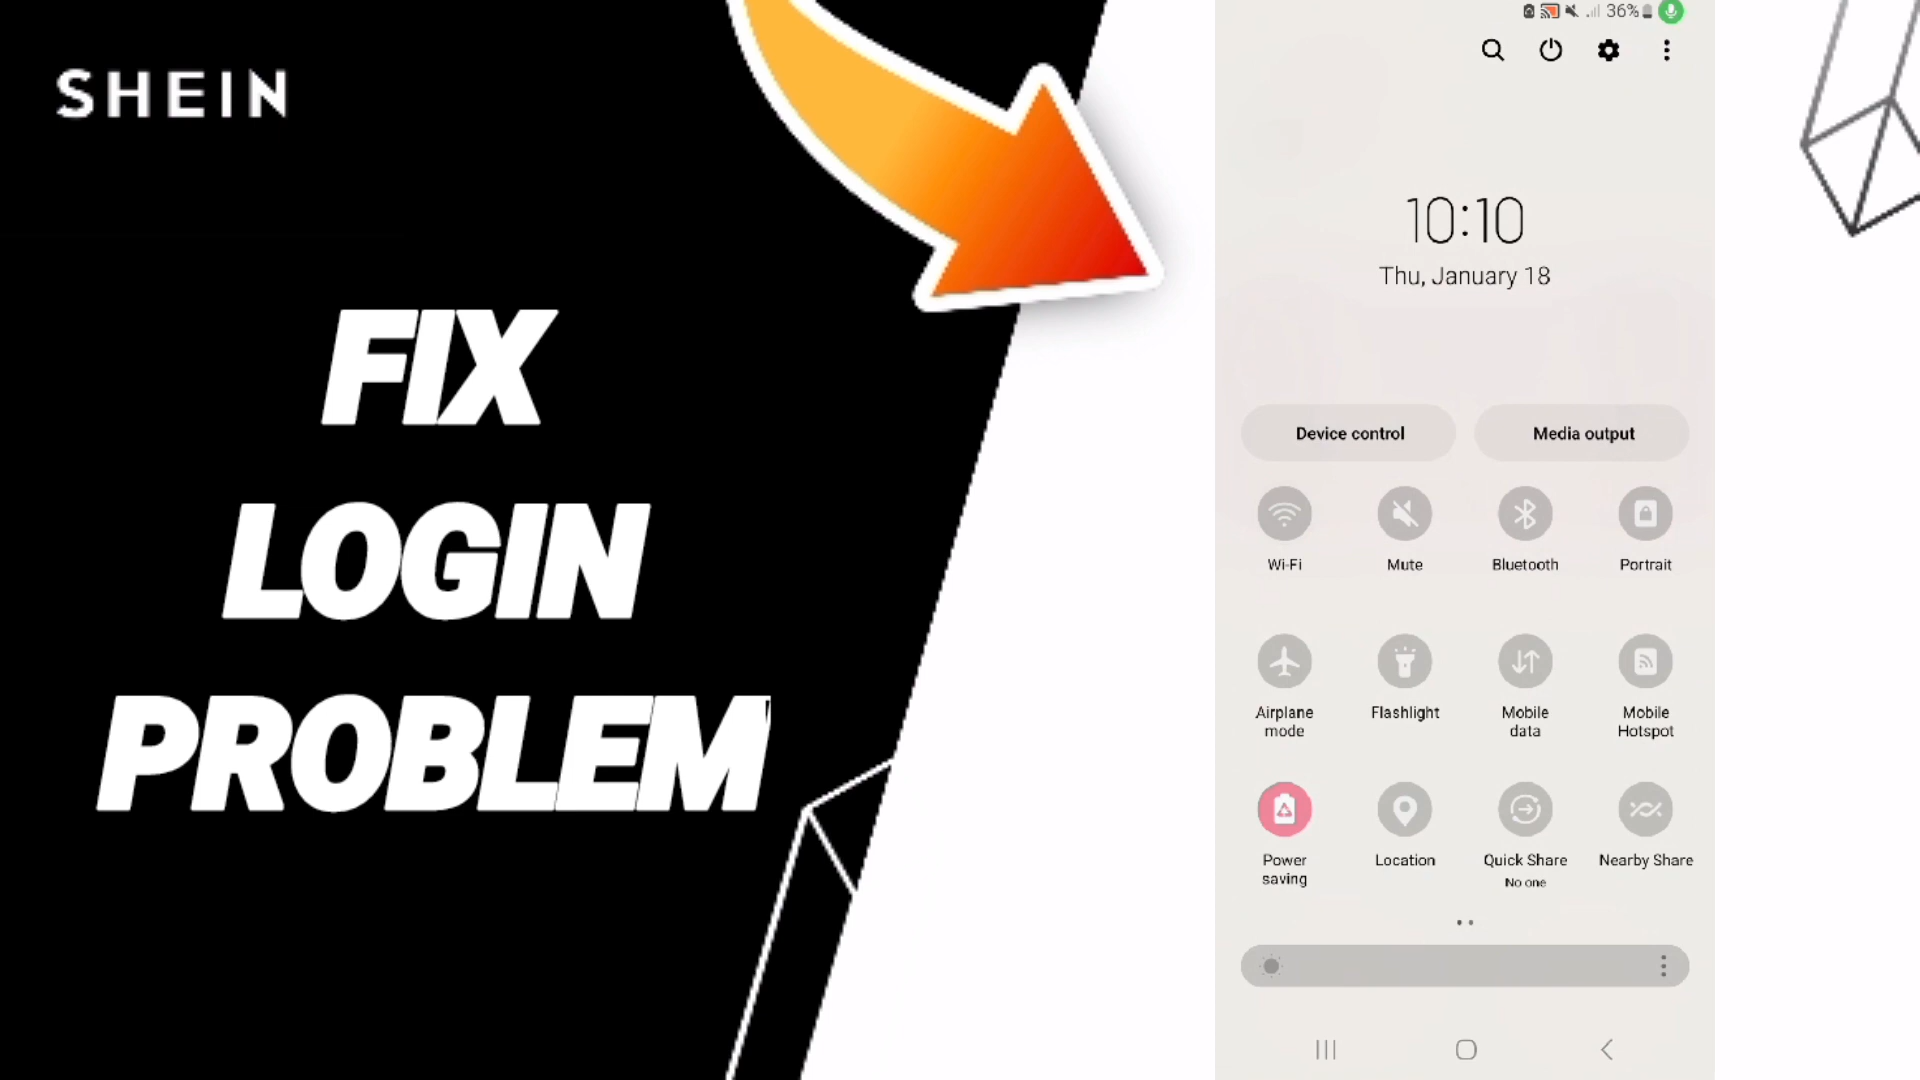 SHEIN
FIX
LOGIN
PROBLEM
36%
10:10
Thu, January 18
Device control
Media output
Wi-Fi
Mute
Bluetooth
Portrait
Airplane
mode
Flashlight
Mobile
data
Mobile
Hotspot
Power
saving
Location
Quick Share
No one
Nearby Share